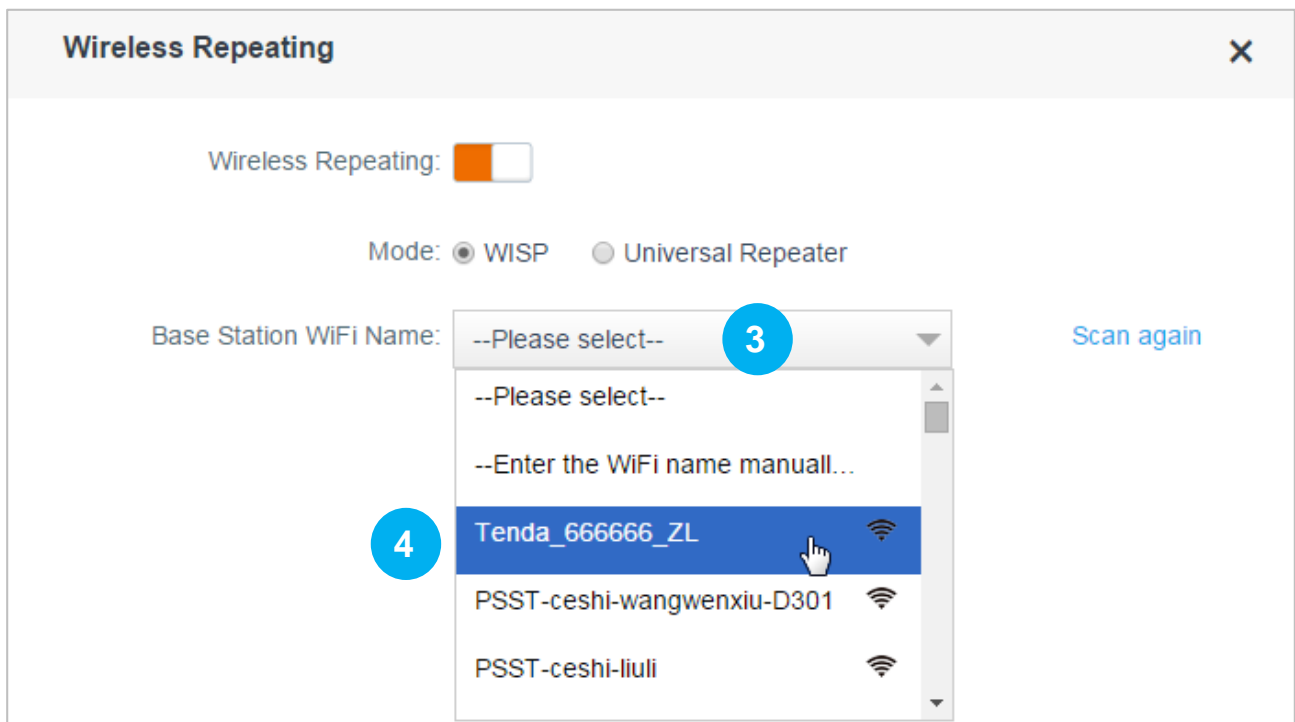 Wireless Repeating
Wireless Repeating:
Mode: WISP Universal Repeater
Base Station WiFi Name: --Please select-- 3 Scan again
--Please select--
--Enter the WiFi name manuall...
4 Tenda_666666_ZL
PSST-ceshi-wangwenxiu-D301
PSST-ceshi-liuli